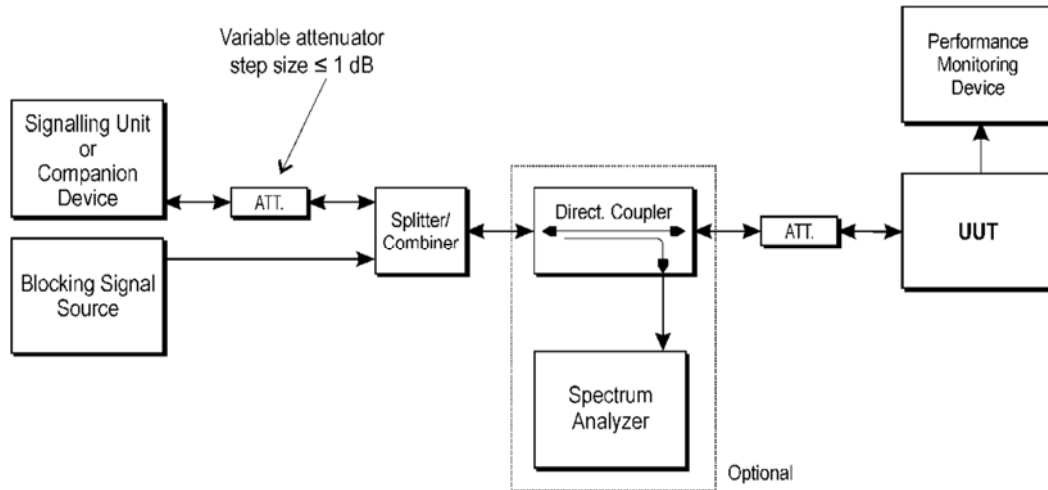 Variable attenuator
step size ≤ 1 dB
Performance
Monitoring
Device
Signalling Unit
or
Companion
Device
ATT.
Splitter/
Combiner
Direct. Coupler
ATT.
UUT
Blocking Signal
Source
Spectrum
Analyzer
Optional